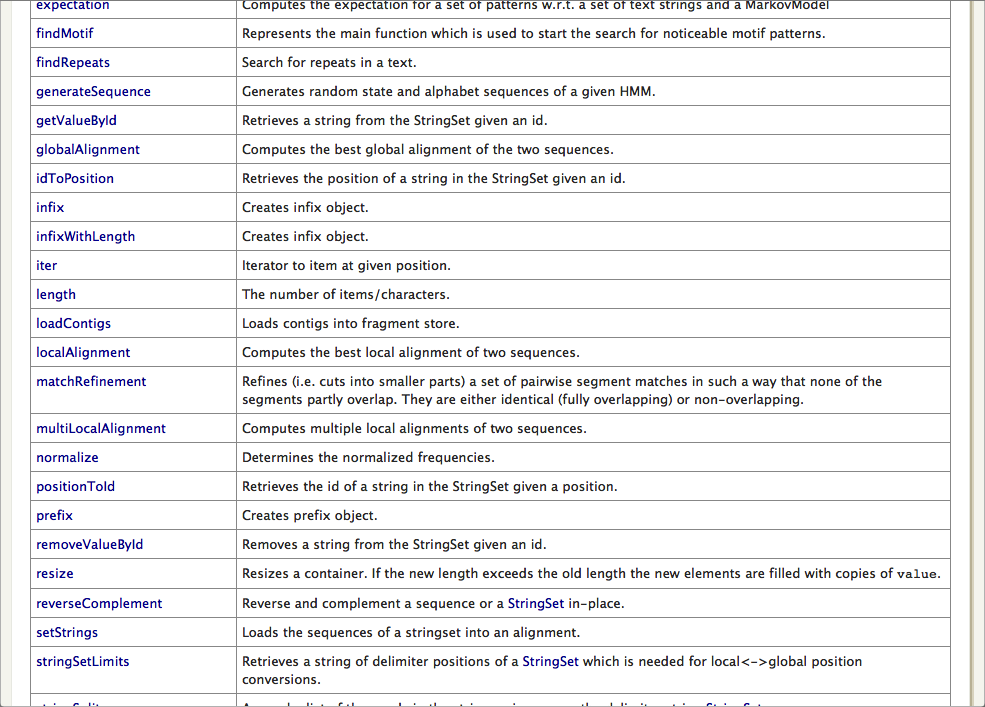 expectation Computes the expectation for a set of patterns w.r.t. a set of text strings and a MarkovModel
findMotif Represents the main function which is used to start the search for noticeable motif patterns.
findRepeats Search for repeats in a text.
generateSequence Generates random state and alphabet sequences of a given HMM.
getValueById Retrieves a string from the StringSet given an id.
globalAlignment Computes the best global alignment of the two sequences.
idToPosition Retrieves the position of a string in the StringSet given an id.
infix Creates infix object.
infixWithLength Creates infix object.
iter Iterator to item at given position.
length The number of items/characters.
loadContigs Loads contigs into fragment store.
localAlignment Computes the best local alignment of two sequences.
matchRefinement Refines (i.e. cuts into smaller parts) a set of pairwise segment matches in such a way that none of the
segments partly overlap. They are either identical (fully overlapping) or non-overlapping.
multiLocalAlignment Computes multiple local alignments of two sequences.
normalize Determines the normalized frequencies.
positionToId Retrieves the id of a string in the StringSet given a position.
prefix Creates prefix object.
removeValueById Removes a string from the StringSet given an id.
resize Resizes a container. If the new length exceeds the old length the new elements are filled with copies of value.
reverseComplement Reverse and complement a sequence or a StringSet in-place.
setStrings Loads the sequences of a stringset into an alignment.
stringSetLimits Retrieves a string of delimiter positions of a StringSet which is needed for local<->global position
conversions.